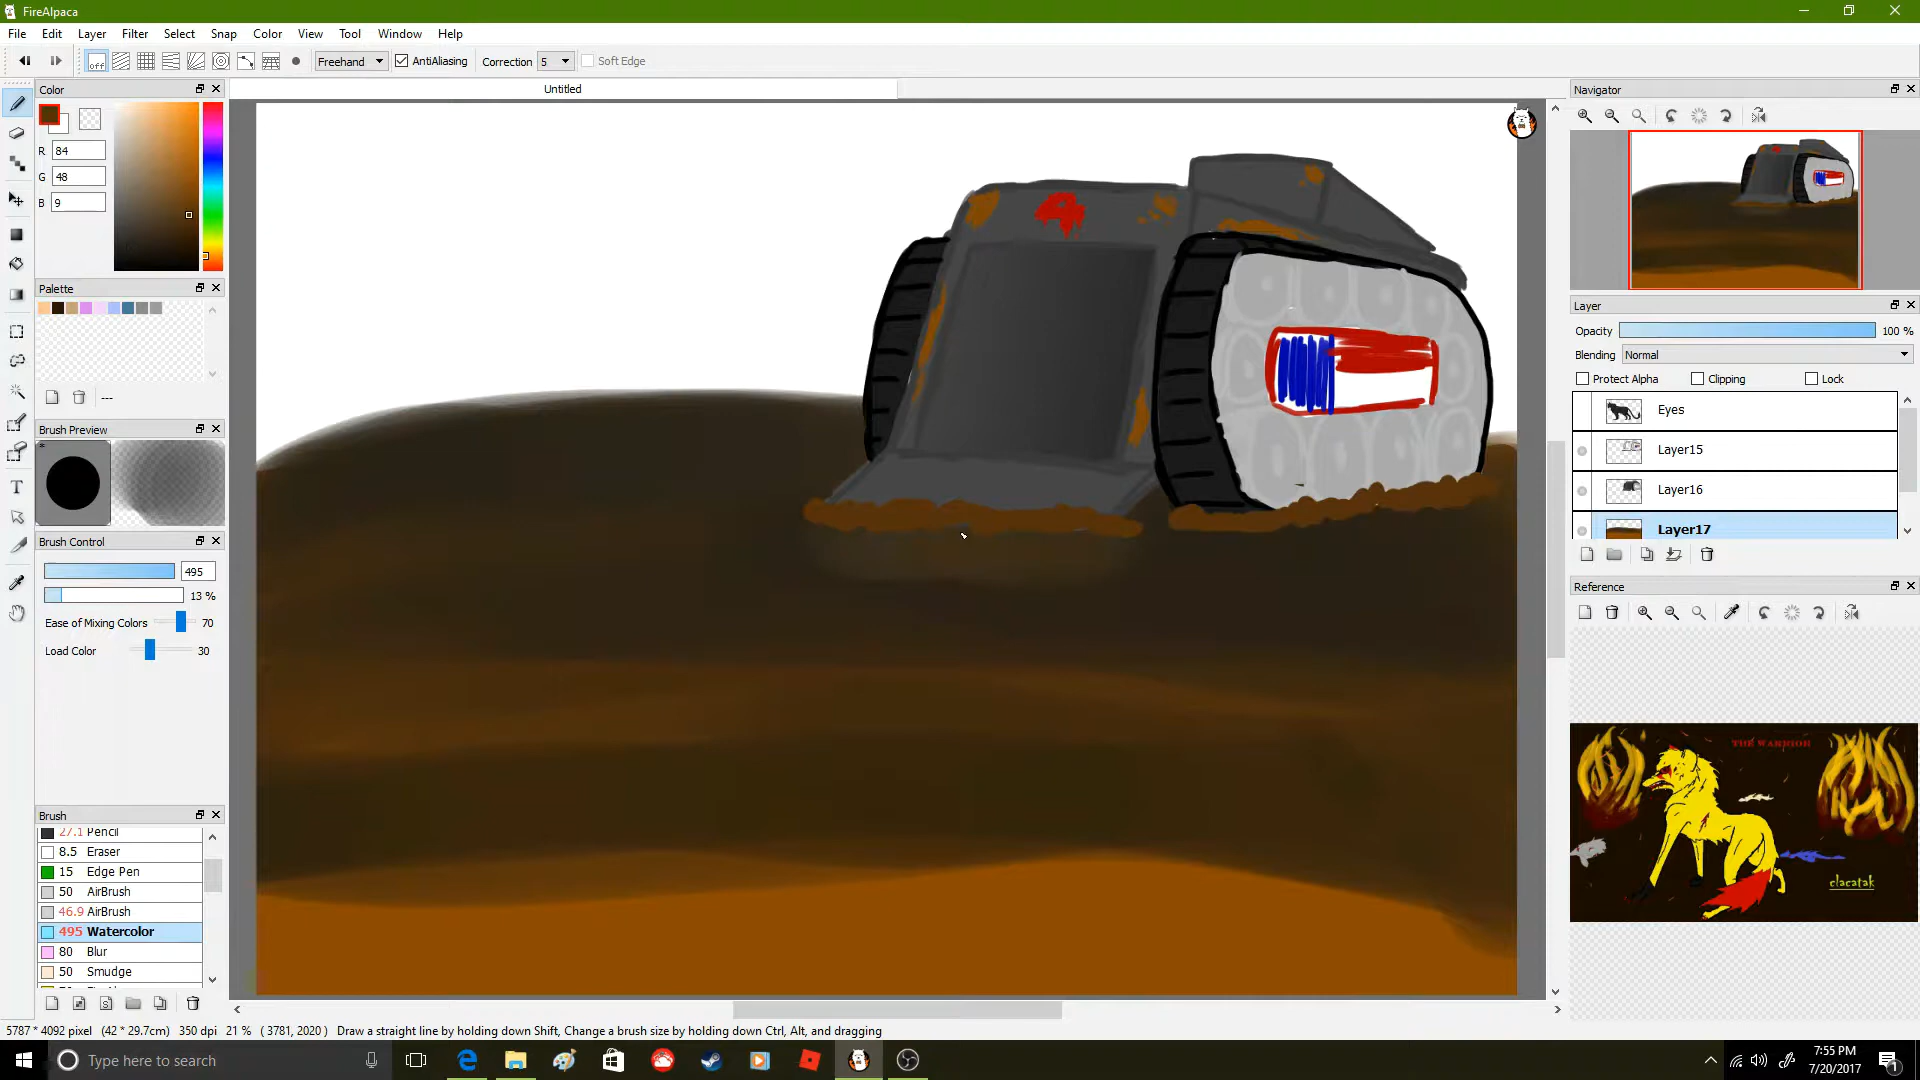 FireAlpaca
File Edit Layer Filter Select Snap Color View Tool Window Help
off Freehand AntiAliasing Correction 5 Soft Edge
Color
Untitled
Navigator
R 84
G 48
B 9
Palette
---
Brush Preview
*
Brush Control
495
13 %
Ease of Mixing Colors 70
Load Color 30
Brush
27.1 Pencil
8.5 Eraser
15 Edge Pen
50 AirBrush
46.9 AirBrush
495 Watercolor
80 Blur
50 Smudge
Layer
Opacity 100 %
Blending Normal
Protect Alpha Clipping Lock
Eyes
Layer15
Layer16
Layer17
Reference
THE WARRIOR
clacatak
5787 * 4092 pixel (42 * 29.7cm) 350 dpi 21 % ( 3781, 2020 ) Draw a straight line by holding down Shift, Change a brush size by holding down Ctrl, Alt, and dragging
Type here to search
7:55 PM
7/20/2017
1